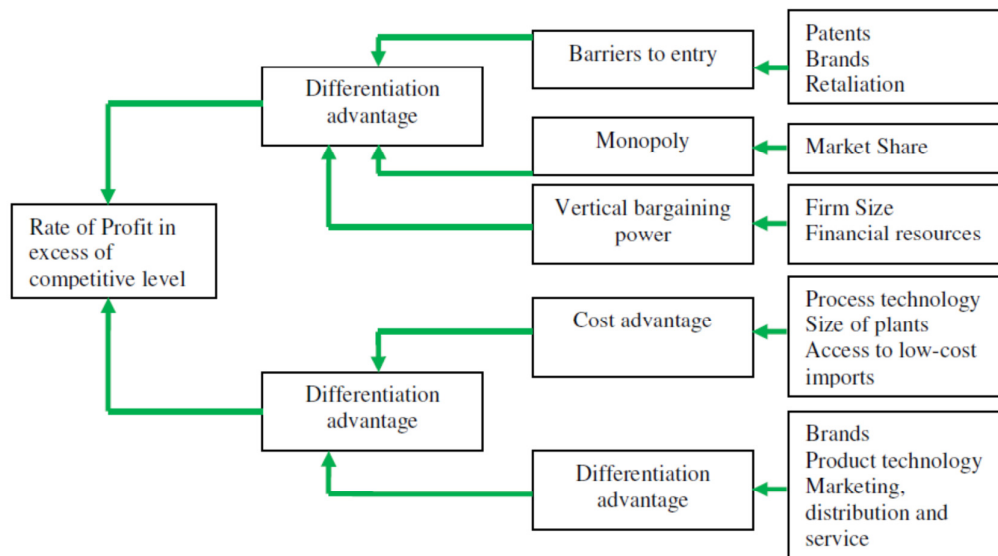 Rate of Profit in
excess of
competitive level
Differentiation
advantage
Barriers to entry
Patents
Brands
Retaliation
Monopoly
Market Share
Vertical bargaining
power
Firm Size
Financial resources
Differentiation
advantage
Cost advantage
Process technology
Size of plants
Access to low-cost
imports
Differentiation
advantage
Brands
Product technology
Marketing,
distribution and
service